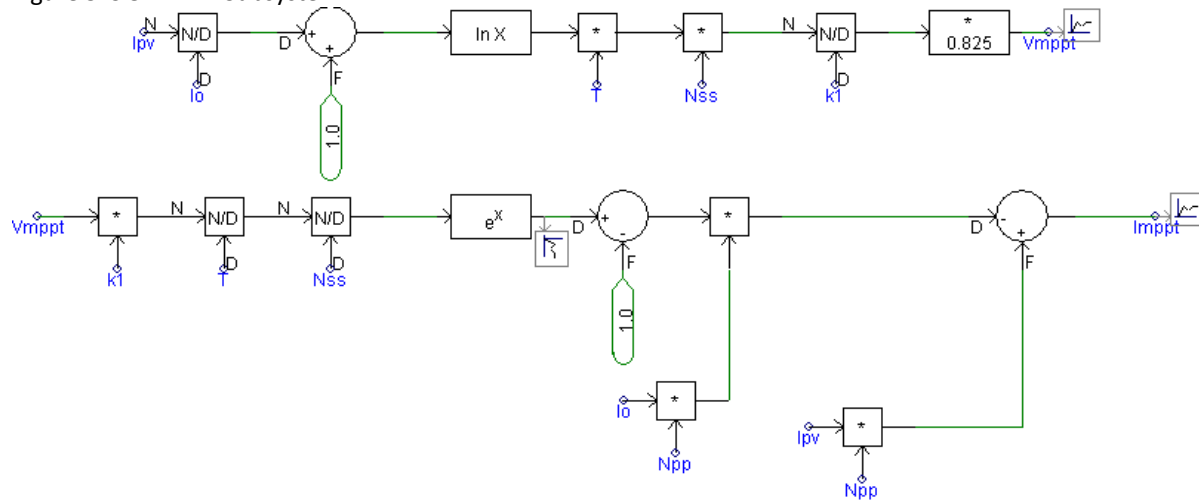 N
Ipv
N/D
D
Io
D
+
+
F
1.0
ln X
*
T
*
Nss
N
N/D
D
k1
*
0.825
Vmppt
Vmppt
*
k1
N
N/D
D
T
N
N/D
D
Nss
e^x
D
+
-
F
1.0
*
Io
*
Npp
D
-
+
F
Imppt
Ipv
*
Npp